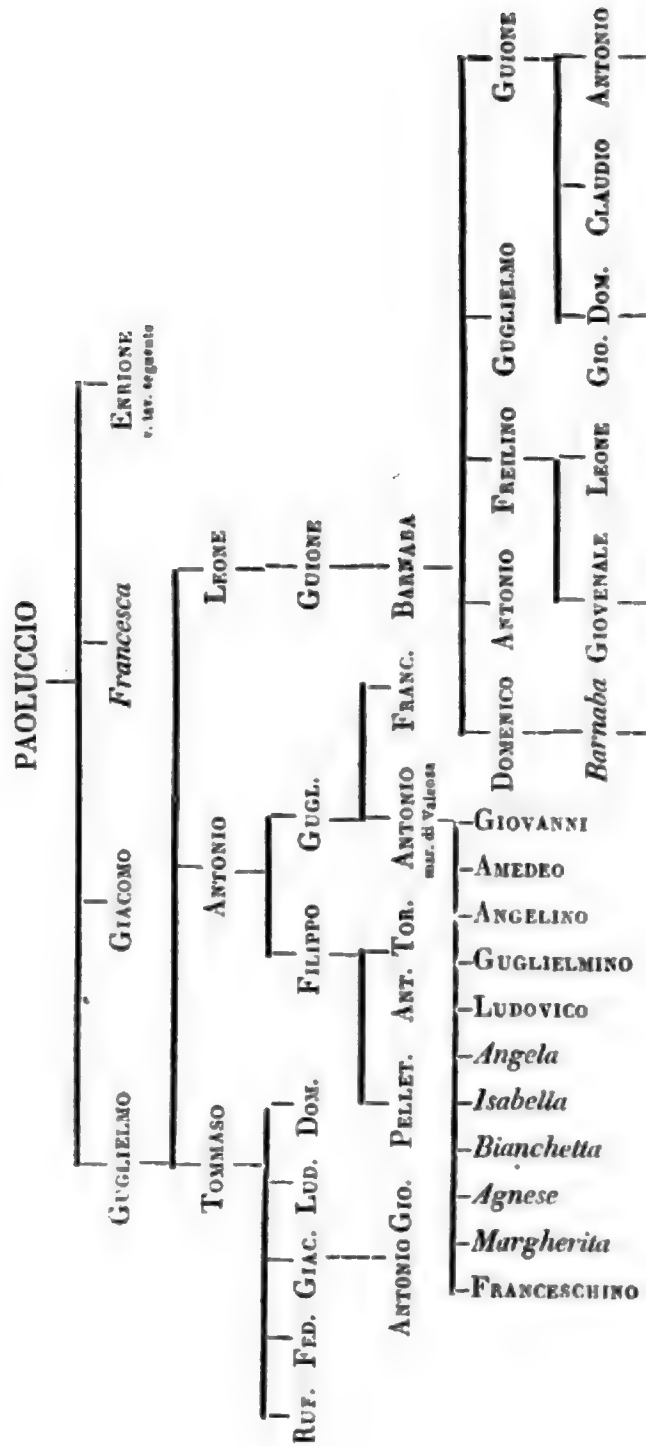 PAOLUCCIO
GUGLIELMO GIACOMO Francesca ENRIONE
v. tav. seguente
TOMMASO ANTONIO LEONE
RUF. FED. GIAC. LUD. DOM. FILIPPO GUGL. GUIONE
ANTONIO GIO. PELLET. ANT. TOR. ANTONIO FRANC. BARNABA
mar. di Valeosa
GIOVANNI
AMEDEO
ANGELINO
GUGLIELMINO
LUDOVICO
Angela
Isabella
Bianchetta
Agnese
Margherita
FRANCESCHINO
DOMENICO ANTONIO FREILINO GUGLIELMO GUIONE
Barnaba GIOVENALE LEONE GIO. DOM. CLAUDIO ANTONIO